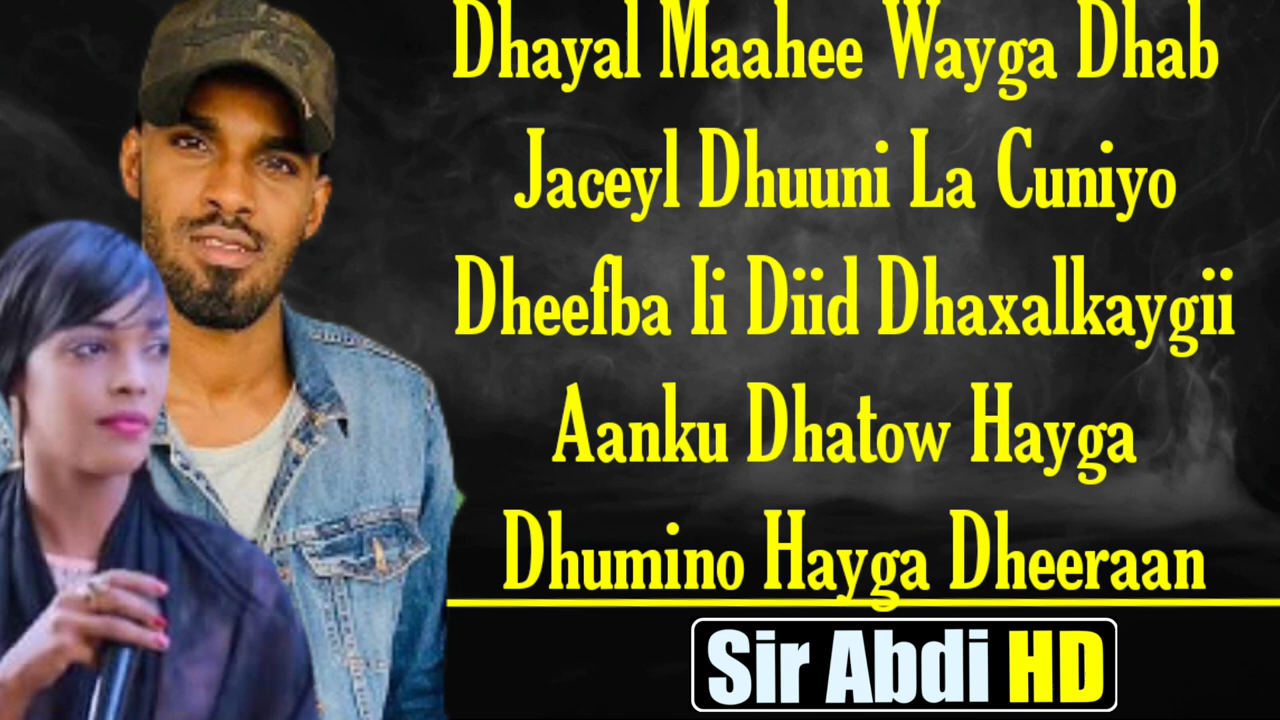 Dhayal Maahee Wayga Dhab
Jaceyl Dhuuni La Cuniyo
Dheefba Ii Diid Dhaxalkaygii
Aanku Dhatow Hayga
Dhumino Hayga Dheeraan
Sir Abdi HD